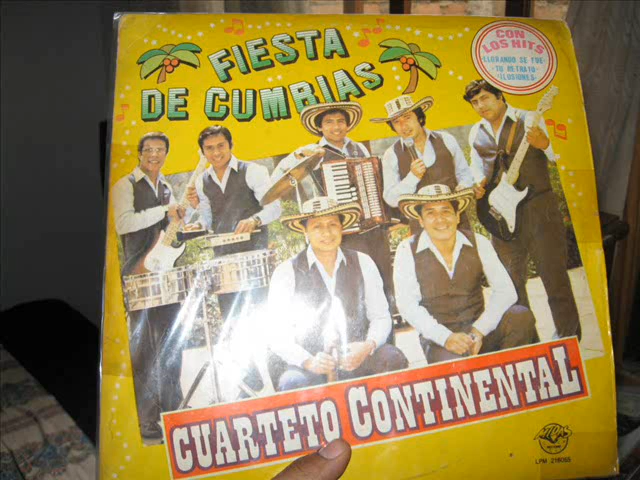 FIESTA
DE CUMBIAS
CON
LOS HITS
LLORANDO SE FUE
TU RETRATO
ILUSIONES
CUARTETO CONTINENTAL